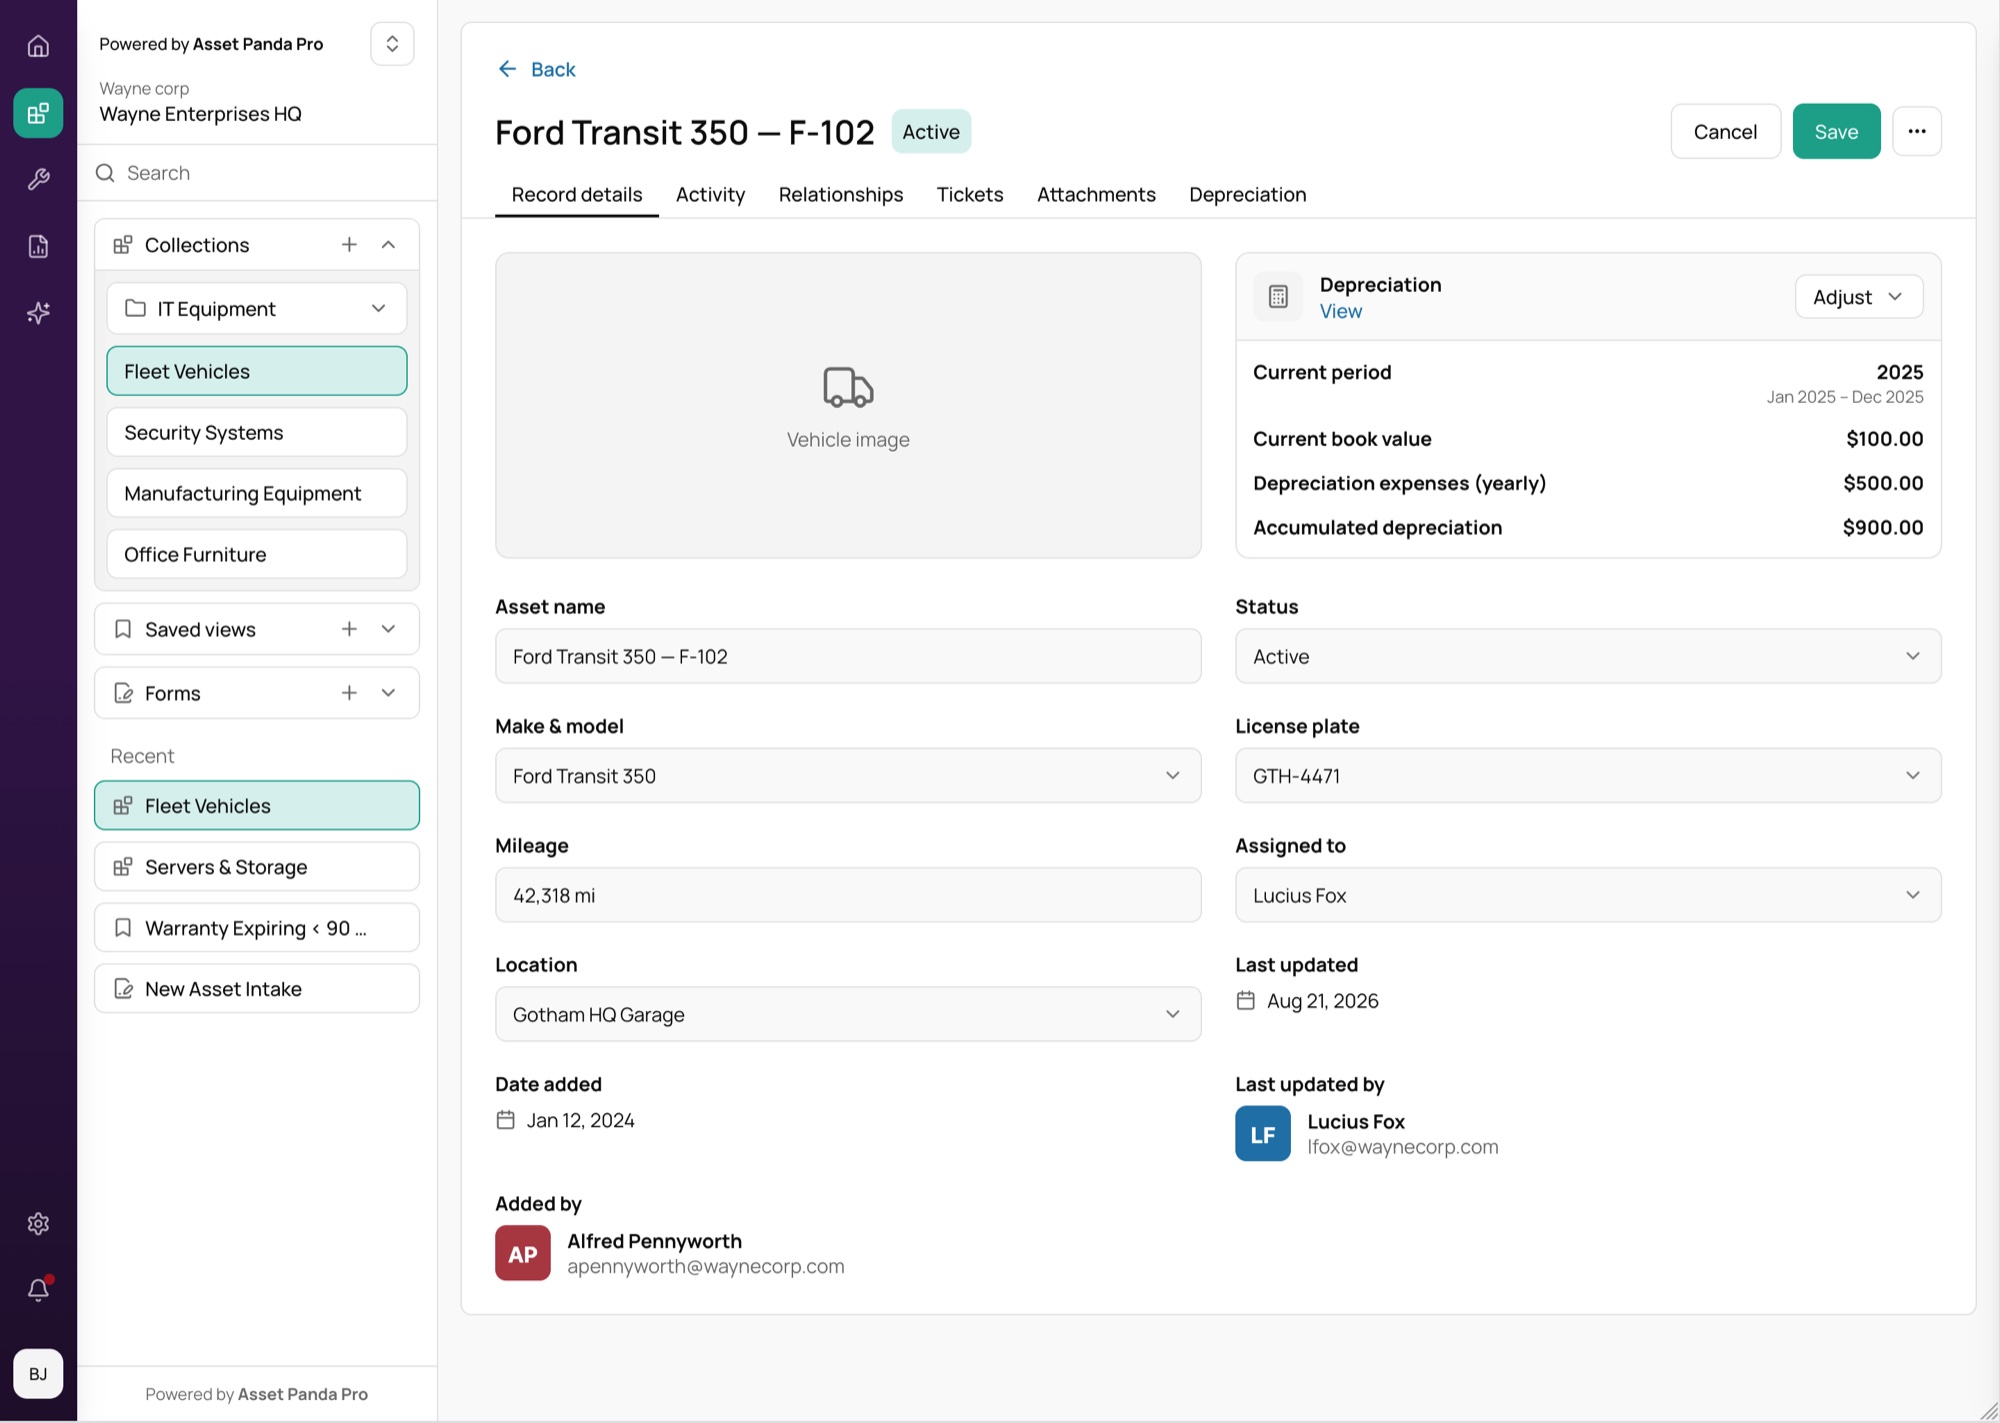 Powered by Asset Panda Pro
Wayne corp
Wayne Enterprises HQ
Search
Collections
IT Equipment
Fleet Vehicles
Security Systems
Manufacturing Equipment
Office Furniture
Saved views
Forms
Recent
Fleet Vehicles
Servers & Storage
Warranty Expiring < 90 ...
New Asset Intake
BJ
Powered by Asset Panda Pro
Back
Ford Transit 350 — F-102 Active
Cancel Save
Record details Activity Relationships Tickets Attachments Depreciation
Vehicle image
Depreciation
View
Adjust
Current period 2025
Jan 2025 – Dec 2025
Current book value $100.00
Depreciation expenses (yearly) $500.00
Accumulated depreciation $900.00
Asset name
Ford Transit 350 — F-102
Status
Active
Make & model
Ford Transit 350
License plate
GTH-4471
Mileage
42,318 mi
Assigned to
Lucius Fox
Location
Gotham HQ Garage
Last updated
Aug 21, 2026
Date added
Jan 12, 2024
Last updated by
LF
Lucius Fox
lfox@waynecorp.com
Added by
AP
Alfred Pennyworth
apennyworth@waynecorp.com